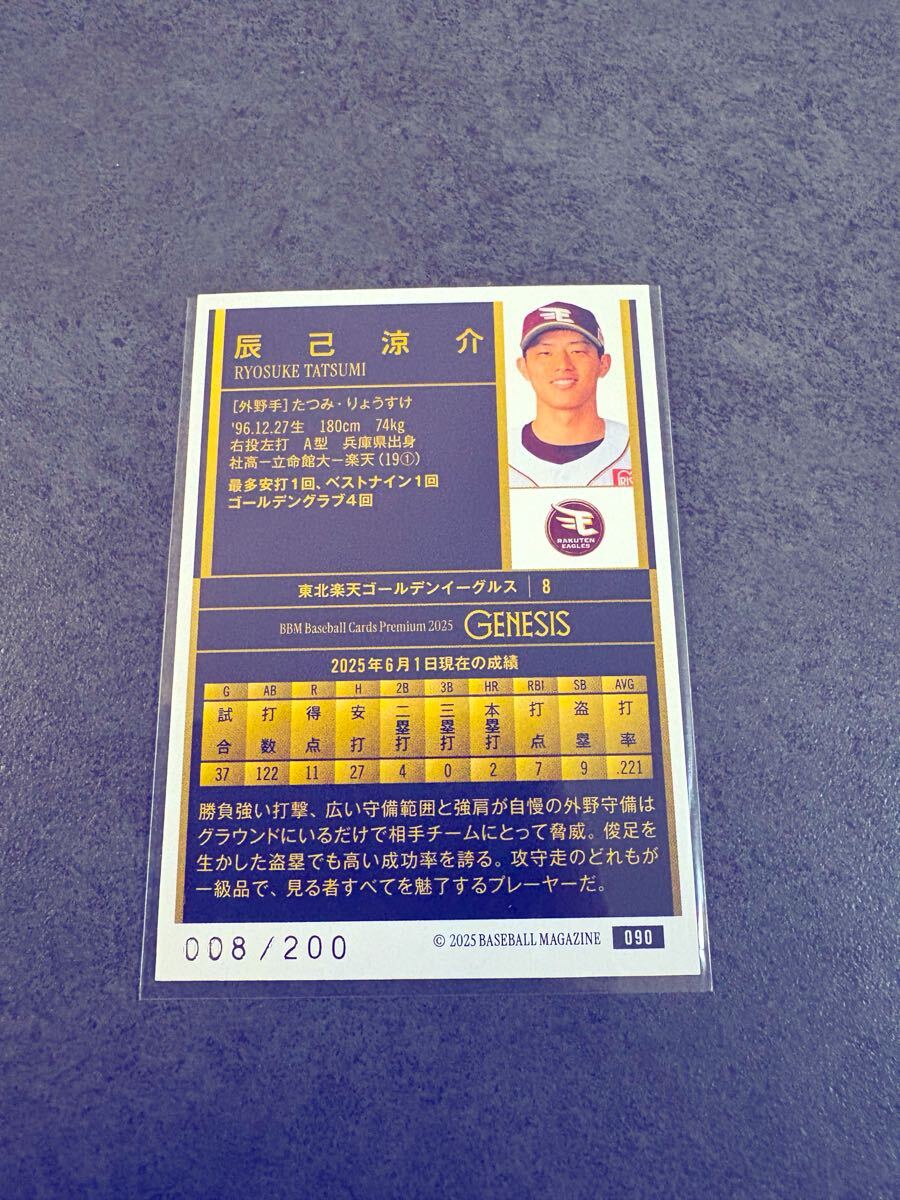 辰己涼介
RYOSUKE TATSUMI
[外野手]たつみ・りょうすけ
'96.12.27生 180cm 74kg
右投左打 A型 兵庫県出身
社高―立命館大―楽天(19①)
最多安打1回、ベストナイン1回
ゴールデングラブ4回
RAKUTEN
EAGLES
東北楽天ゴールデンイーグルス | 8
BBM Baseball Cards Premium 2025 GENESIS
2025年6月1日現在の成績
G AB R H 2B 3B HR RBI SB AVG
試合 打数 得点 安打 二塁打 三塁打 本塁打 打点 盗塁 打率
37 122 11 27 4 0 2 7 9 .221
勝負強い打撃、広い守備範囲と強肩が自慢の外野守備は
グラウンドにいるだけで相手チームにとって脅威。俊足を
生かした盗塁でも高い成功率を誇る。攻守走のどれもが
一級品で、見る者すべてを魅了するプレーヤーだ。
008/200
© 2025 BASEBALL MAGAZINE 090